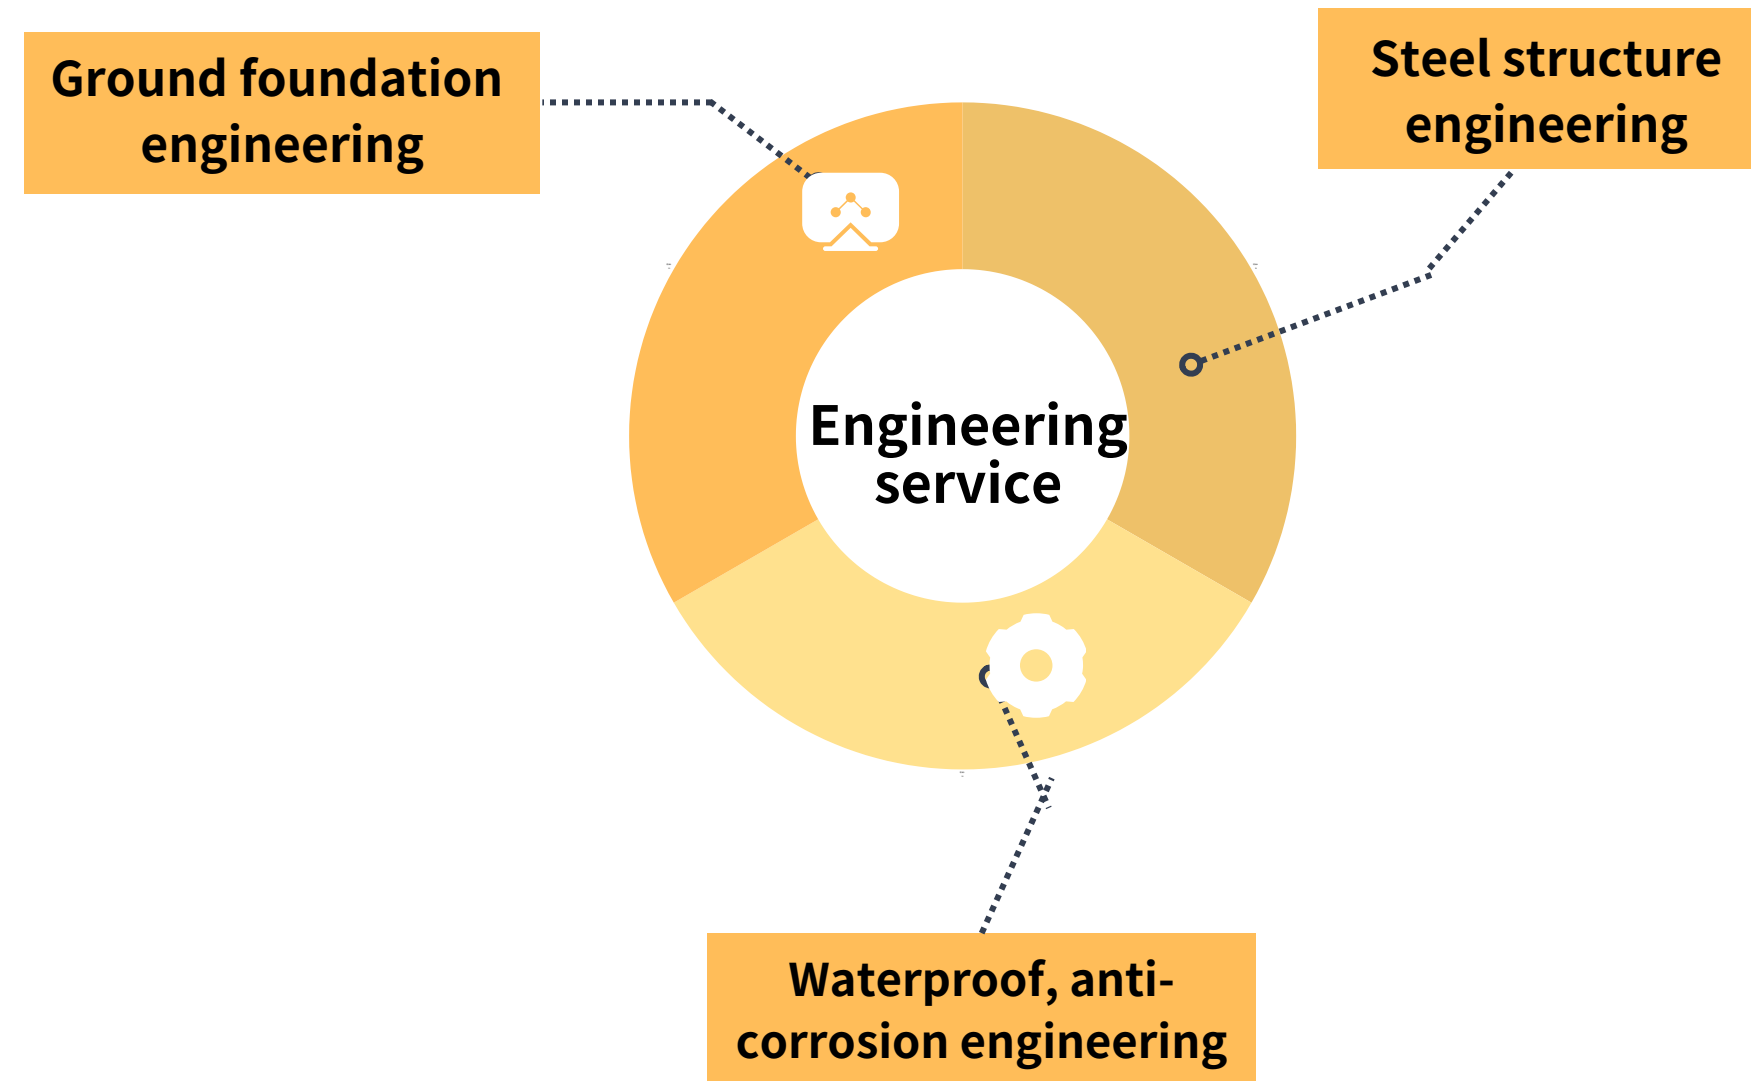 Ground foundation
engineering
Steel structure
engineering
Engineering
service
Waterproof, anti-
corrosion engineering